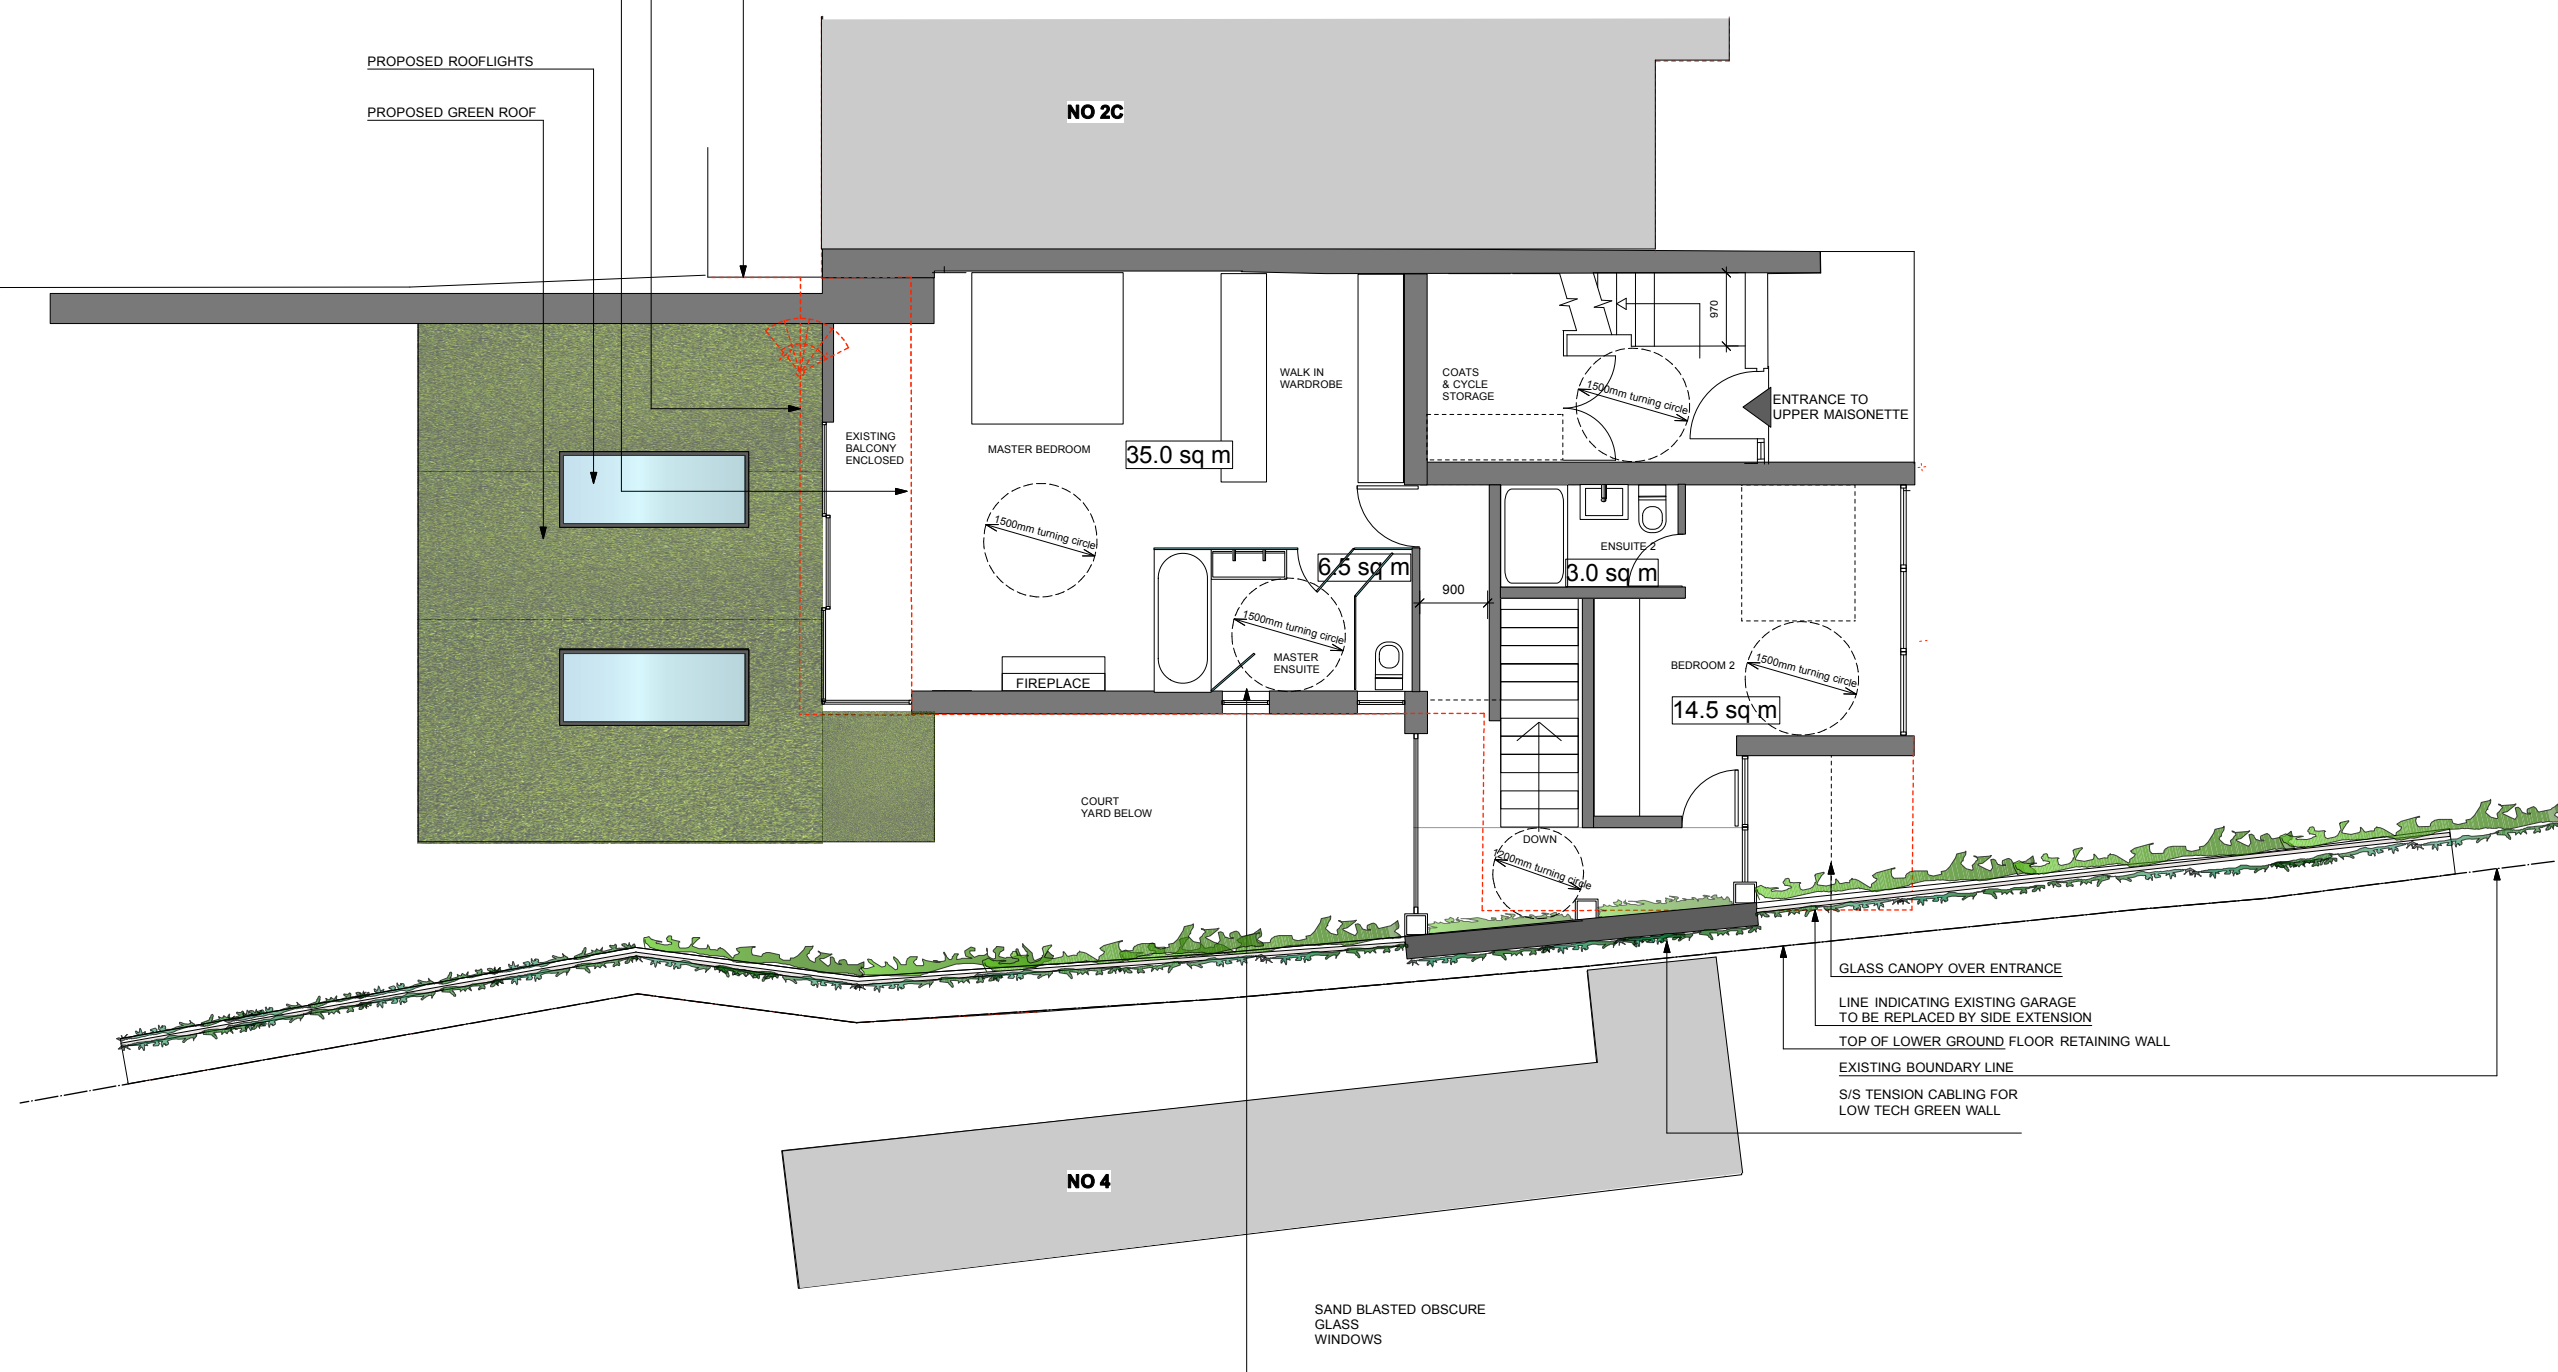 PROPOSED ROOFLIGHTS
PROPOSED GREEN ROOF
NO 2C
970
WALK IN
WARDROBE
COATS
& CYCLE
STORAGE
1500mm turning circle
ENTRANCE TO
UPPER MAISONETTE
EXISTING
BALCONY
ENCLOSED
MASTER BEDROOM
35.0 sq m
1500mm turning circle
6.5 sq m
900
ENSUITE 2
3.0 sq m
1500mm turning circle
MASTER
ENSUITE
FIREPLACE
BEDROOM 2
1500mm turning circle
14.5 sq m
COURT
YARD BELOW
DOWN
1200mm turning circle
GLASS CANOPY OVER ENTRANCE
LINE INDICATING EXISTING GARAGE
TO BE REPLACED BY SIDE EXTENSION
TOP OF LOWER GROUND FLOOR RETAINING WALL
EXISTING BOUNDARY LINE
S/S TENSION CABLING FOR
LOW TECH GREEN WALL
NO 4
SAND BLASTED OBSCURE
GLASS
WINDOWS